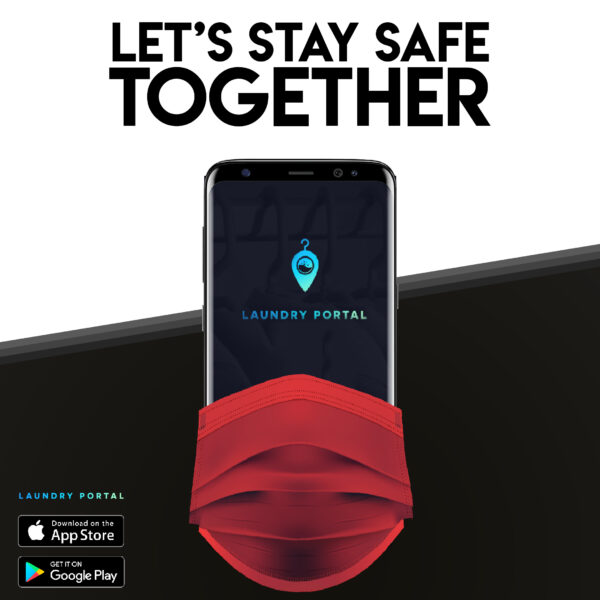 LET'S STAY SAFE
TOGETHER
LAUNDRY PORTAL
LAUNDRY PORTAL
Download on the
App Store
GET IT ON
Google Play